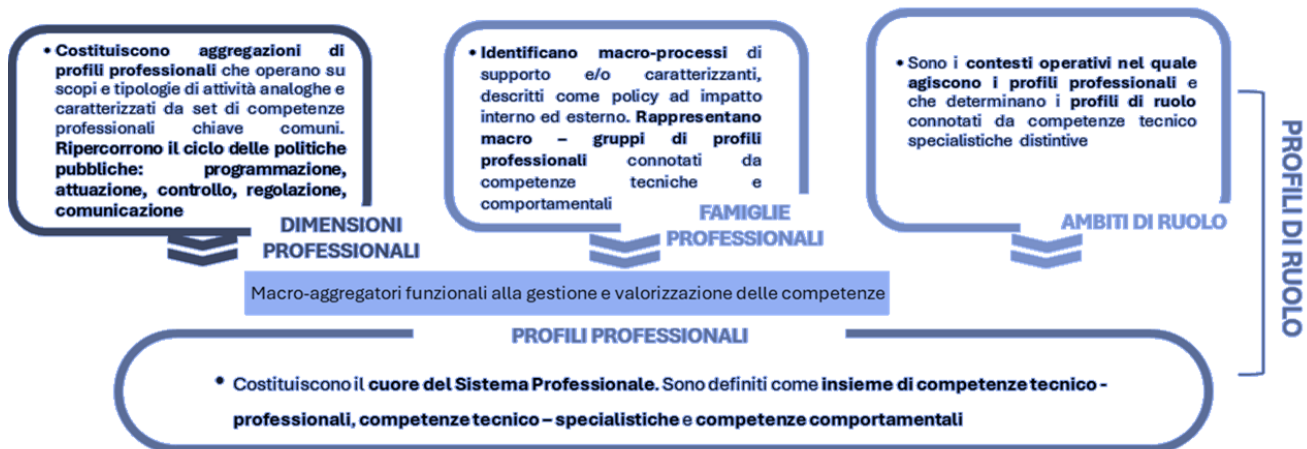 • Costituiscono aggregazioni di
profili professionali che operano su
scopi e tipologie di attività analoghe e
caratterizzati da set di competenze
professionali chiave comuni.
Ripercorrono il ciclo delle politiche
pubbliche: programmazione,
attuazione, controllo, regolazione,
comunicazione
DIMENSIONI
PROFESSIONALI
• Identificano macro-processi di
supporto e/o caratterizzanti,
descritti come policy ad impatto
interno ed esterno. Rappresentano
macro – gruppi di profili
professionali connotati da
competenze tecniche e
comportamentali
FAMIGLIE
PROFESSIONALI
• Sono i contesti operativi nel quale
agiscono i profili professionali e
che determinano i profili di ruolo
connotati da competenze tecnico
specialistiche distintive
AMBITI DI RUOLO
PROFILI DI RUOLO
Macro-aggregatori funzionali alla gestione e valorizzazione delle competenze
PROFILI PROFESSIONALI
• Costituiscono il cuore del Sistema Professionale. Sono definiti come insieme di competenze tecnico -
professionali, competenze tecnico – specialistiche e competenze comportamentali